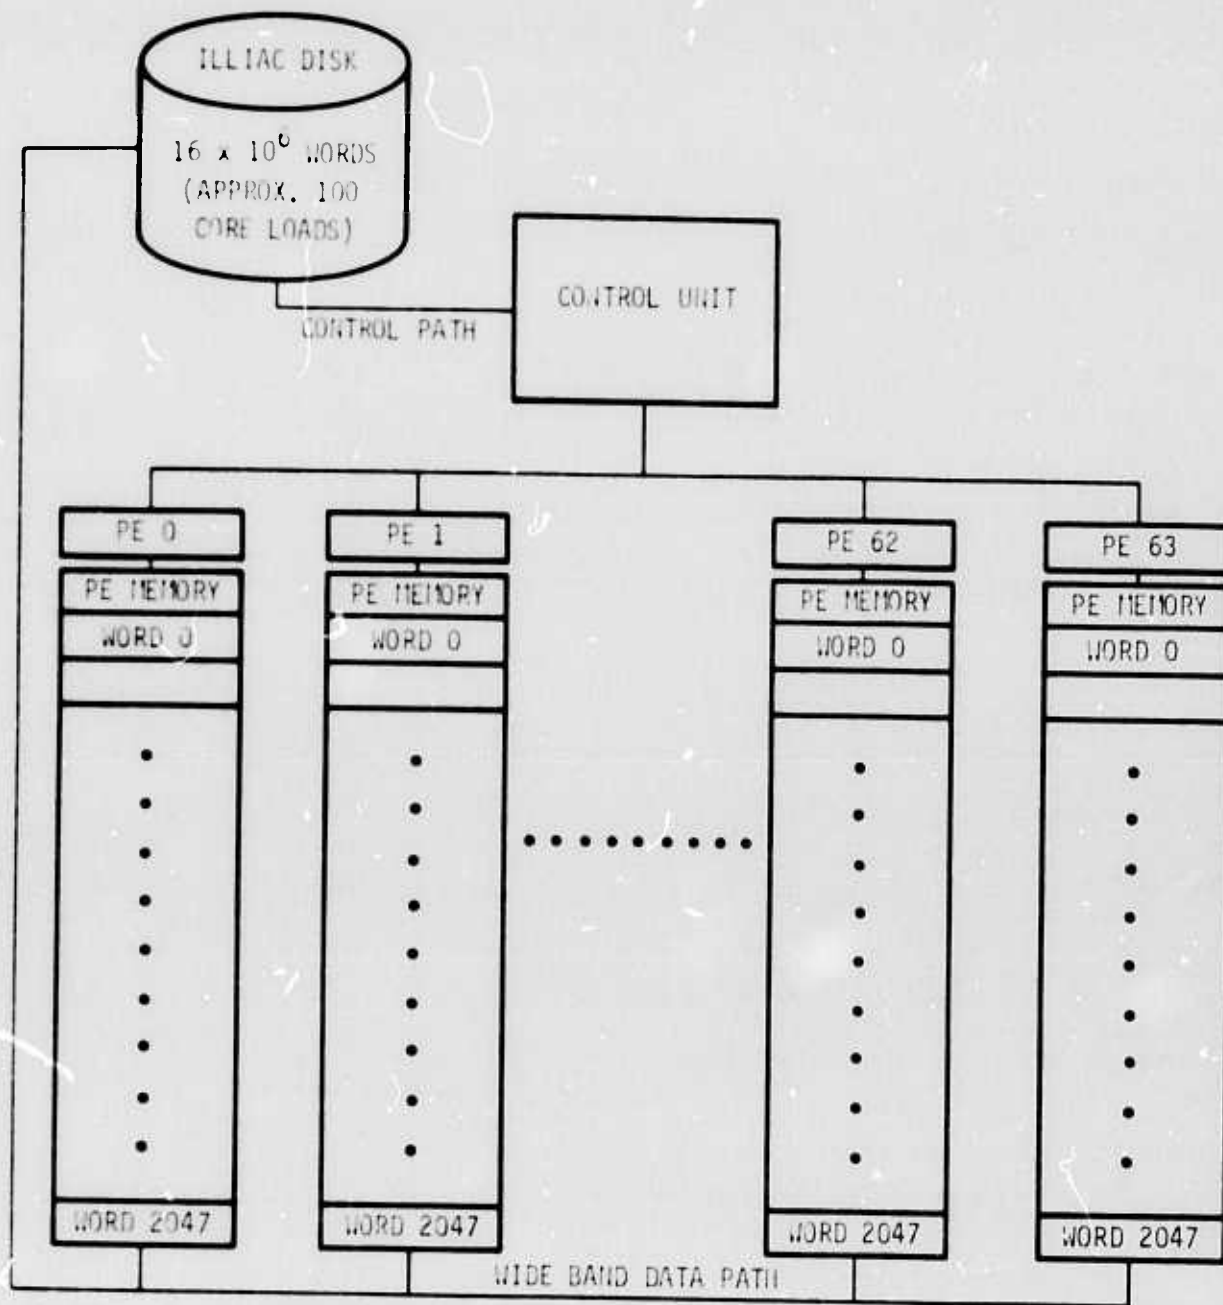 ILLIAC DISK
16 x 10⁶ WORDS
(APPROX. 100
CORE LOADS)
CONTROL UNIT
CONTROL PATH
PE 0
PE 1
PE 62
PE 63
PE MEMORY
PE MEMORY
PE MEMORY
PE MEMORY
WORD 0
WORD 0
WORD 0
WORD 0
WORD 2047
WORD 2047
WORD 2047
WORD 2047
WIDE BAND DATA PATH